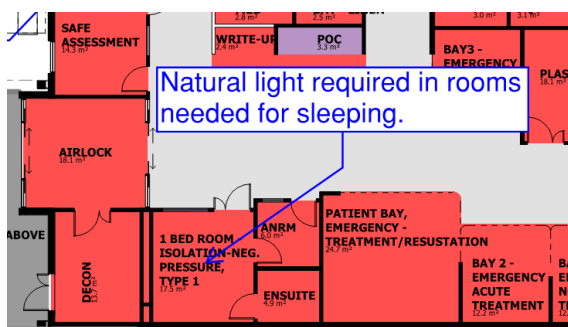 2.8 m²
2.5 m²
3.0 m²
3.1 m²
SAFE
ASSESSMENT
14.3 m²
WRITE-UP
2.4 m²
POC
3.3 m²
BAY3 -
EMERGENCY
PLAS
18.1 m²
Natural light required in rooms
needed for sleeping.
AIRLOCK
18.1 m²
ABOVE
DECON
13.7 m²
1 BED ROOM
ISOLATION-NEG.
PRESSURE,
TYPE 1
17.5 m²
ANRM
6.0 m²
ENSUITE
4.9 m²
PATIENT BAY,
EMERGENCY -
TREATMENT/RESUSTATION
24.7 m²
BAY 2 -
EMERGENCY
ACUTE
TREATMENT
12.2 m²